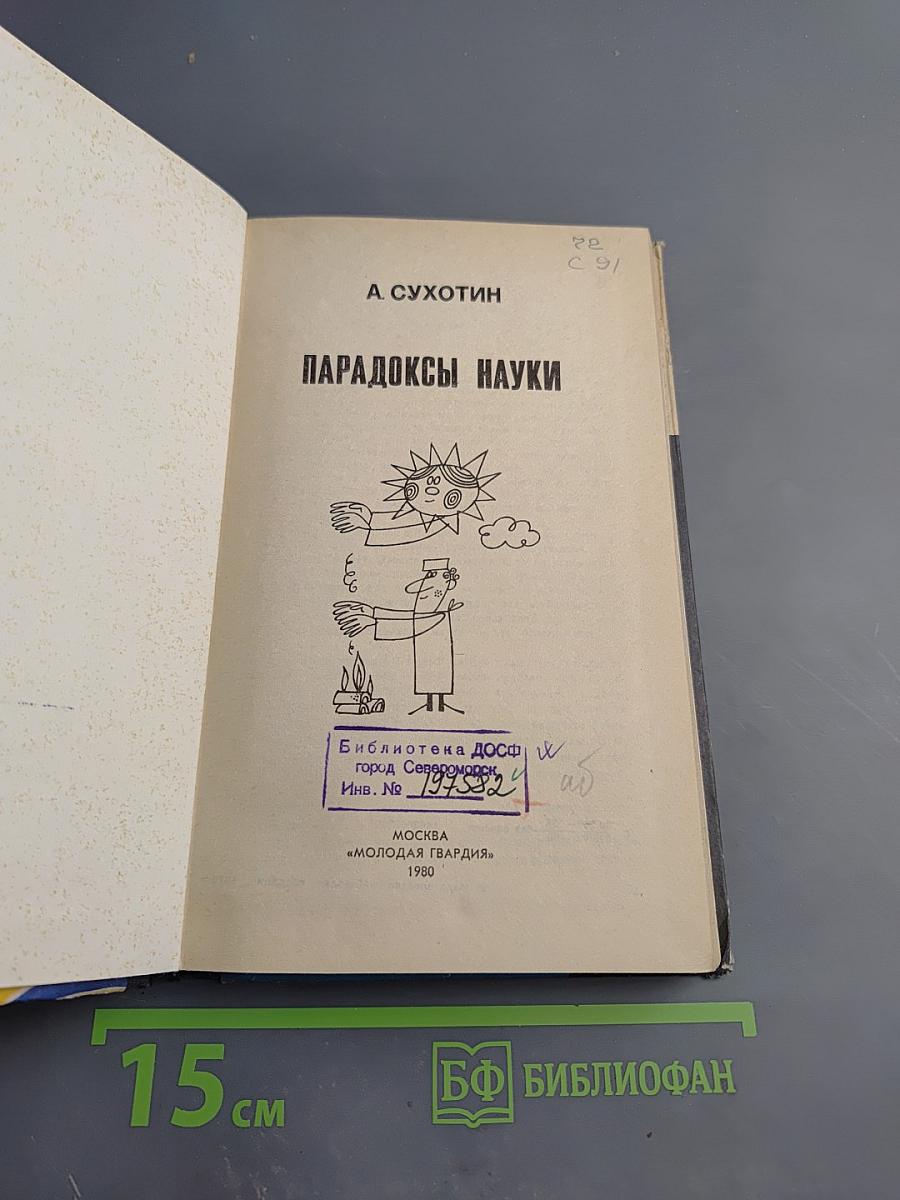 72
С 91
А. СУХОТИН
ПАРАДОКСЫ НАУКИ
Библиотека ДОСФ
город Североморск
Инв. № 197582
МОСКВА
«МОЛОДАЯ ГВАРДИЯ»
1980
15 см
БФ БИБЛИОФАН